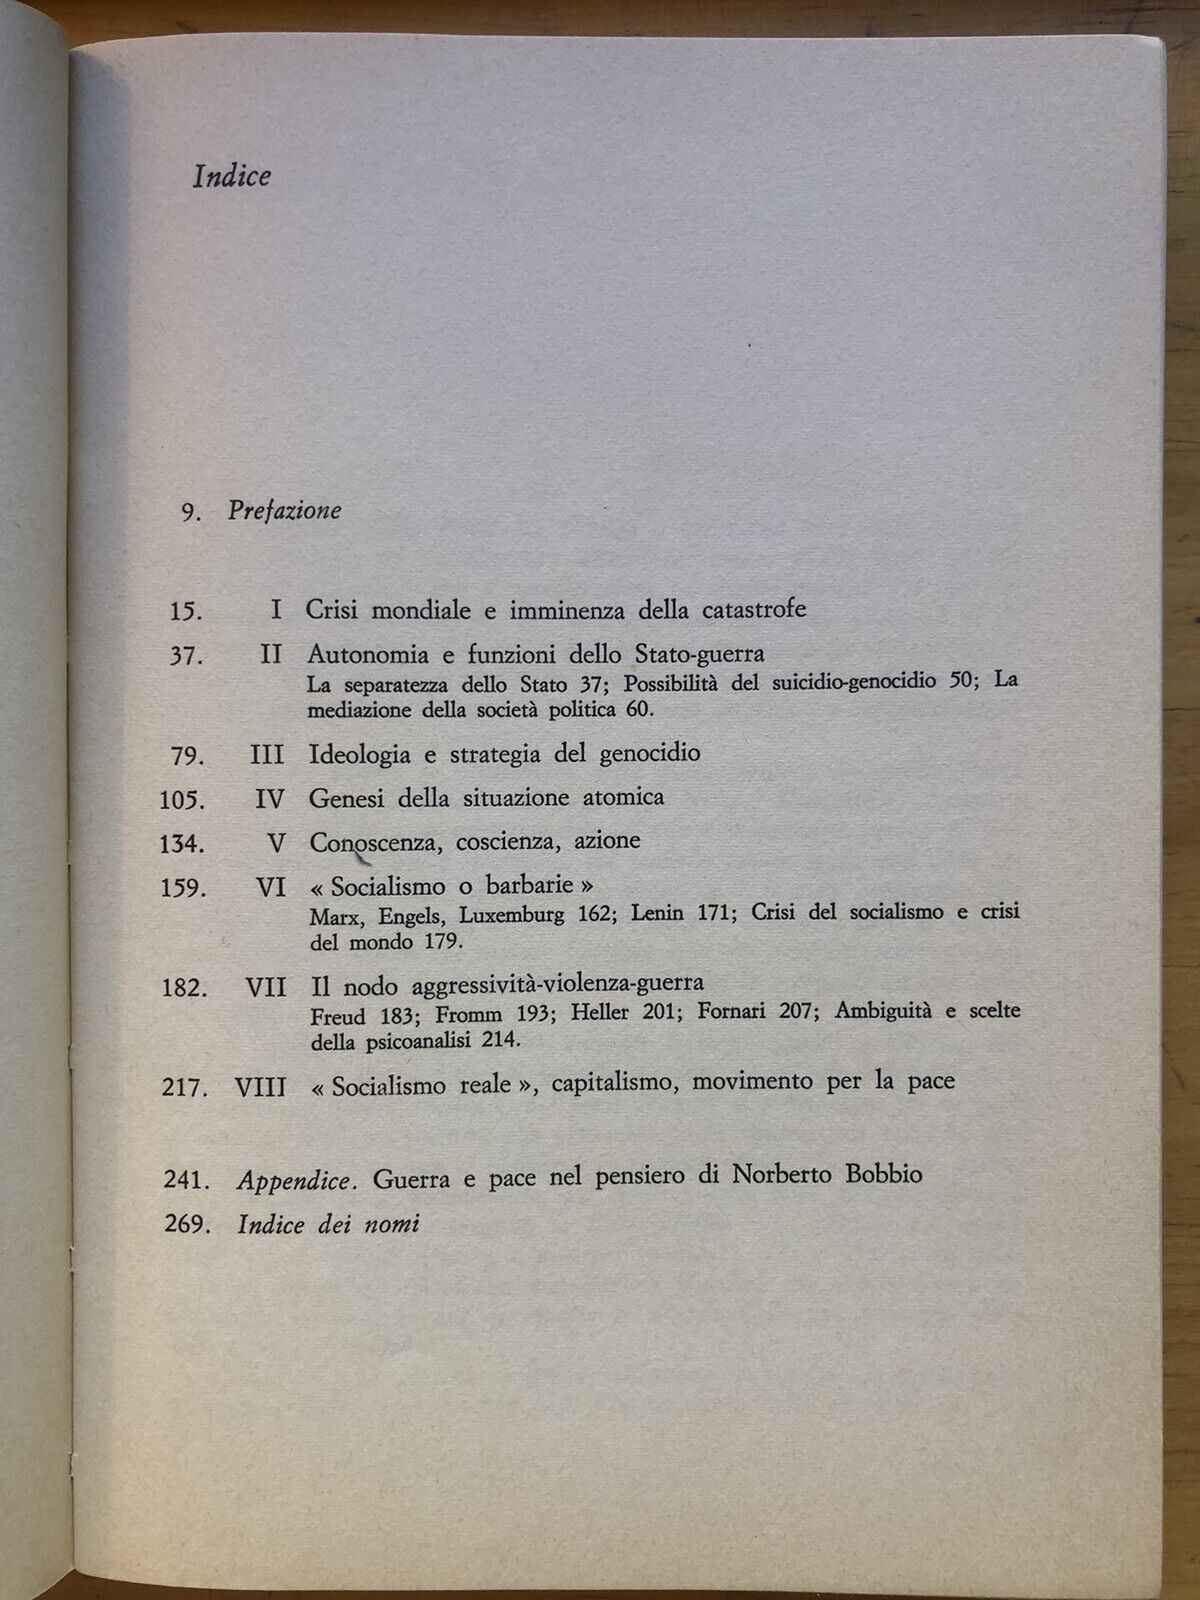 Indice
9. Prefazione
15. I Crisi mondiale e imminenza della catastrofe
37. II Autonomia e funzioni dello Stato-guerra
La separatezza dello Stato 37; Possibilità del suicidio-genocidio 50; La
mediazione della società politica 60.
79. III Ideologia e strategia del genocidio
105. IV Genesi della situazione atomica
134. V Conoscenza, coscienza, azione
159. VI « Socialismo o barbarie »
Marx, Engels, Luxemburg 162; Lenin 171; Crisi del socialismo e crisi
del mondo 179.
182. VII Il nodo aggressività-violenza-guerra
Freud 183; Fromm 193; Heller 201; Fornari 207; Ambiguità e scelte
della psicoanalisi 214.
217. VIII « Socialismo reale », capitalismo, movimento per la pace
241. Appendice. Guerra e pace nel pensiero di Norberto Bobbio
269. Indice dei nomi